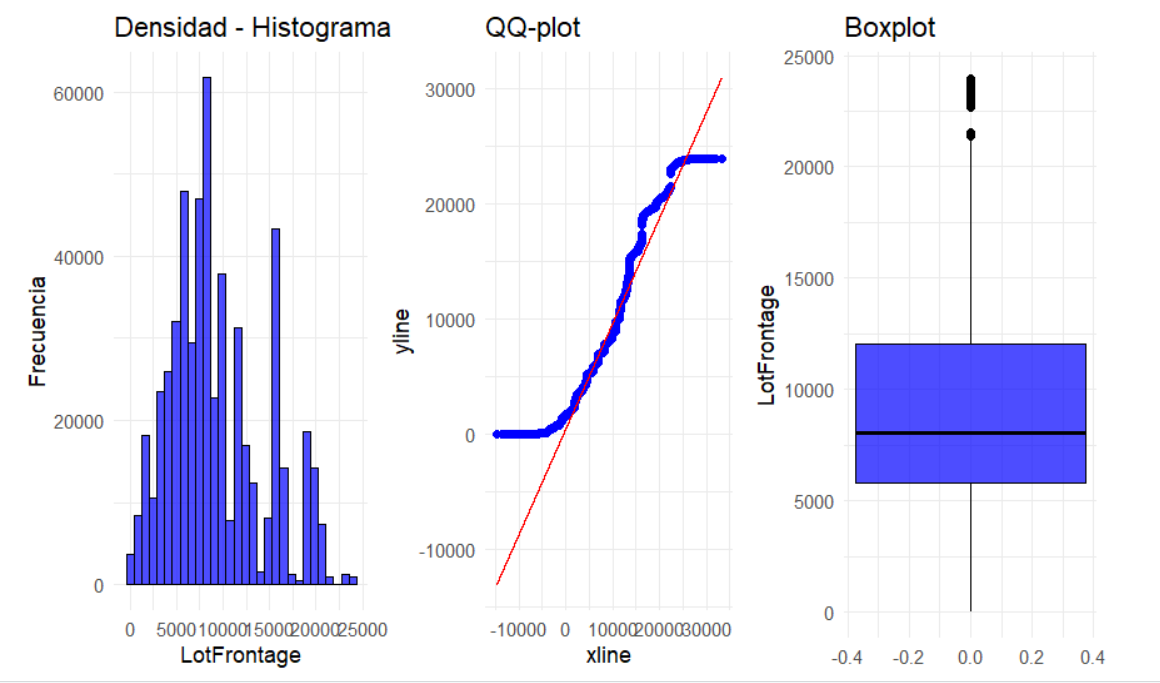 Densidad - Histograma
Frecuencia
60000
40000
20000
0
0 5000 10000 15000 20000 25000
LotFrontage
QQ-plot
yline
30000
20000
10000
0
-10000
-10000 0 10000 20000 30000
xline
Boxplot
LotFrontage
25000
20000
15000
10000
5000
0
-0.4 -0.2 0.0 0.2 0.4